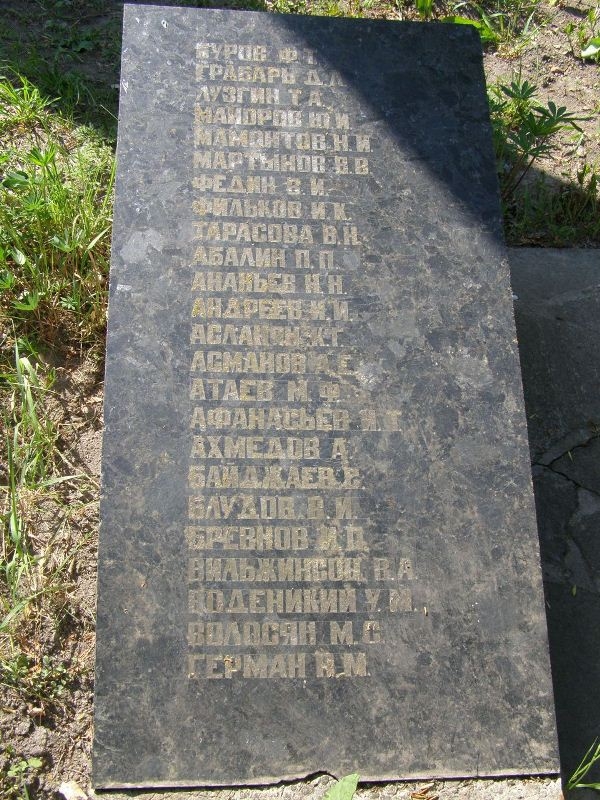 ГРАБАРЬ Д.
ЛУЗГИН Т.А.
МАЙОРОВ Ю.И.
МАМОНТОВ Н.И.
МАРТЫНОВ В.В.
ФЕДИН В.И.
ФИЛЬКОВ И.К.
ТАРАСОВА В.Н.
АБАЛИН П.П.
АНАНЬЕВ Н.Н.
АНДРЕЕВ И.И.
АСМАНОВ Е.
АТАЕВ М.Ф.
АФАНАСЬЕВ
АХМЕДОВ А.
БАЙДЖАЕВ
БЛУДОВ В.И.
БРЕВНОВ И.Д.
ВИЛЬЖИНСОН В.А.
ВОДЕНИКИЙ У.М.
ВОЛОСЯН М.С.
ГЕРМАН Я.М.